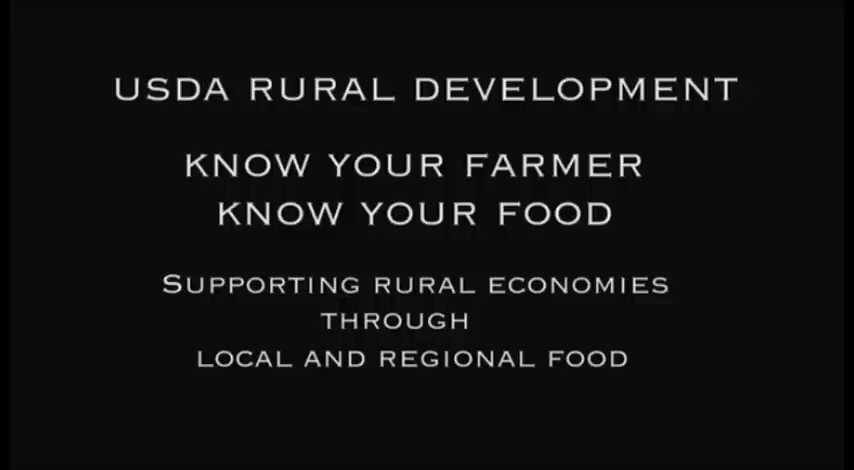 USDA RURAL DEVELOPMENT
KNOW YOUR FARMER
KNOW YOUR FOOD
SUPPORTING RURAL ECONOMIES
THROUGH
LOCAL AND REGIONAL FOOD